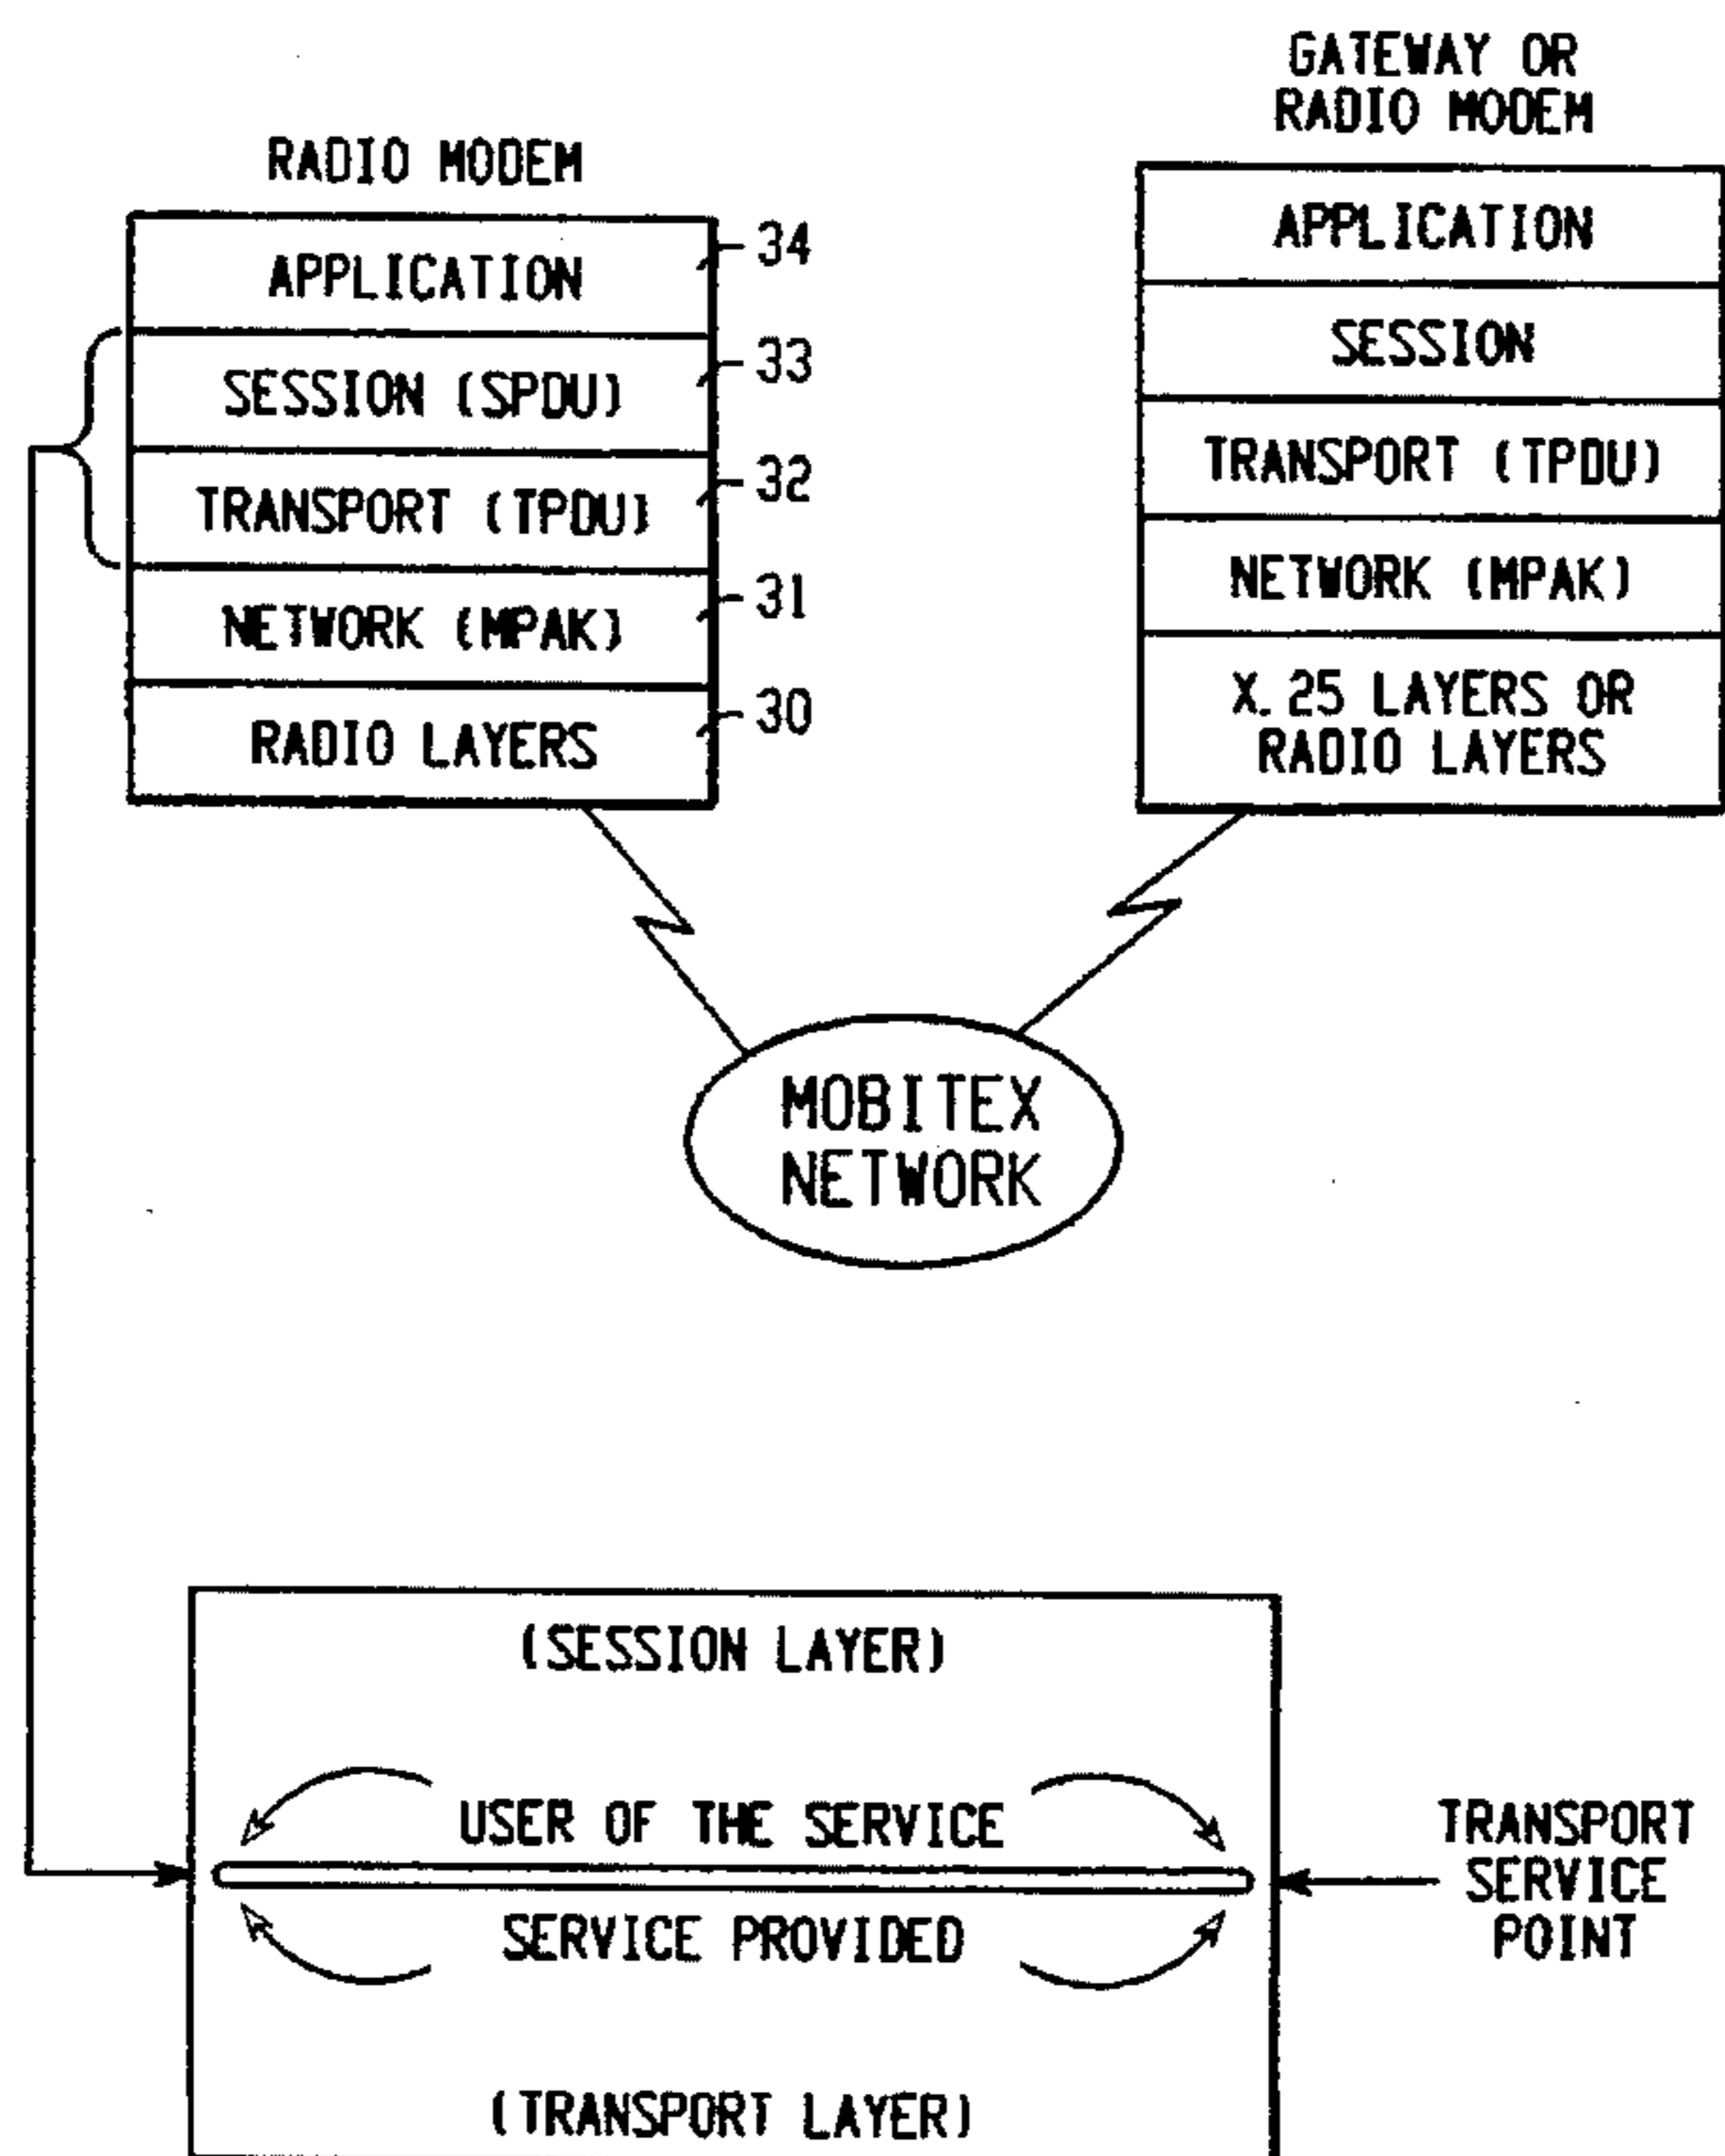 GATEWAY OR
RADIO MODEM
RADIO MODEM
APPLICATION
34
SESSION (SPDU)
33
TRANSPORT (TPDU)
32
NETWORK (MPAK)
31
RADIO LAYERS
30
APPLICATION
SESSION
TRANSPORT (TPDU)
NETWORK (MPAK)
X.25 LAYERS OR
RADIO LAYERS
MOBITEX
NETWORK
(SESSION LAYER)
USER OF THE SERVICE
SERVICE PROVIDED
(TRANSPORT LAYER)
TRANSPORT
SERVICE
POINT